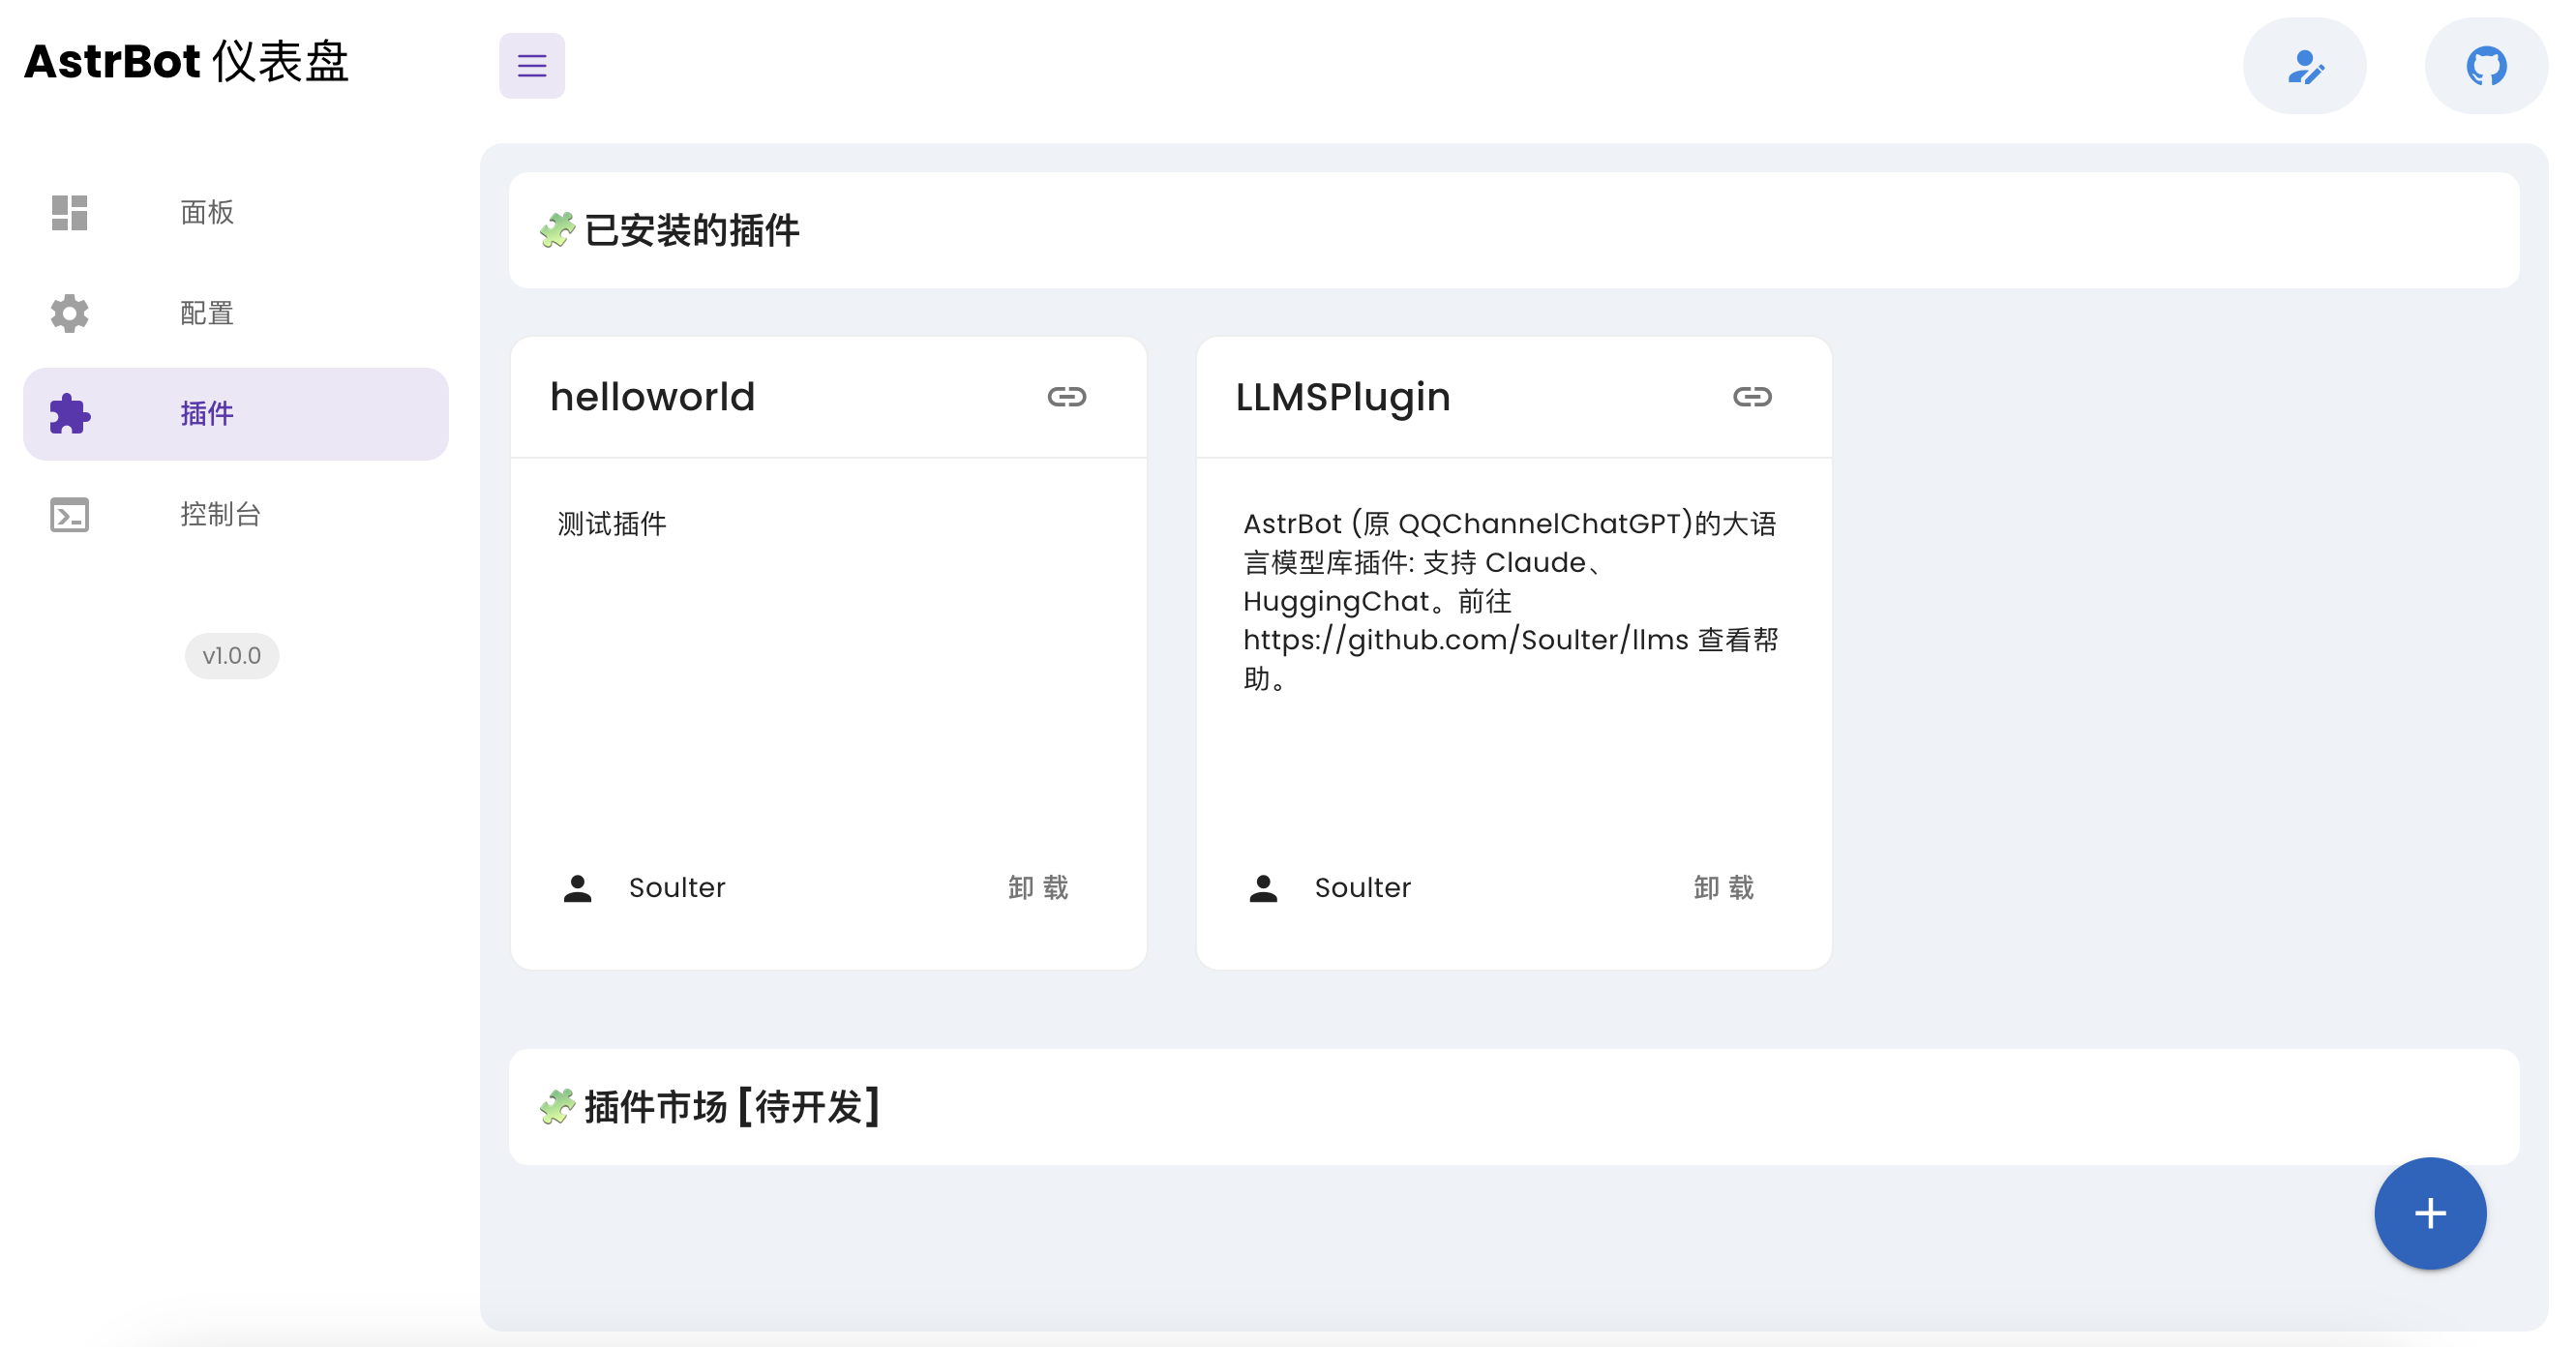 AstrBot 仪表盘
面板
配置
插件
控制台
v1.0.0
🧩 已安装的插件
helloworld
测试插件
Soulter
卸 载
LLMSPlugin
AstrBot (原 QQChannelChatGPT)的大语
言模型库插件: 支持 Claude、
HuggingChat。前往
https://github.com/Soulter/llms 查看帮
助。
Soulter
卸 载
🧩 插件市场 [待开发]